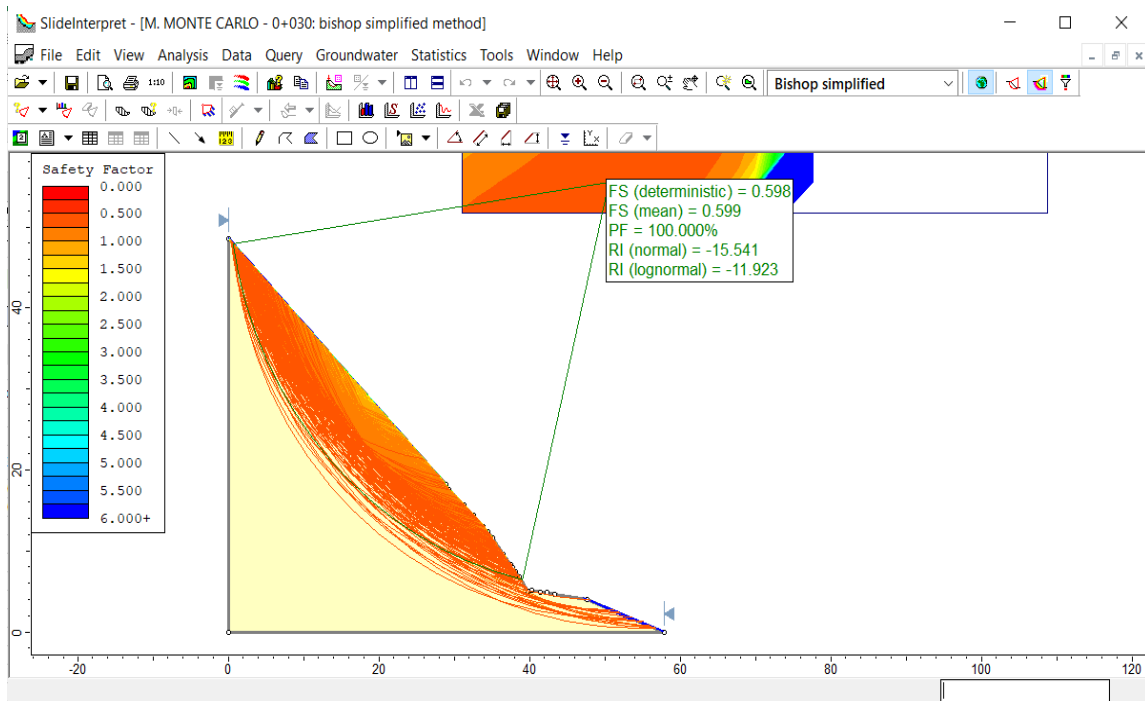 SlideInterpret - [M. MONTE CARLO - 0+030: bishop simplified method]
File Edit View Analysis Data Query Groundwater Statistics Tools Window Help
1:10
Bishop simplified
Safety Factor
0.000
0.500
1.000
1.500
2.000
2.500
3.000
3.500
4.000
4.500
5.000
5.500
6.000+
FS (deterministic) = 0.598
FS (mean) = 0.599
PF = 100.000%
RI (normal) = -15.541
RI (lognormal) = -11.923
40
20
0
-20 0 20 40 60 80 100 120